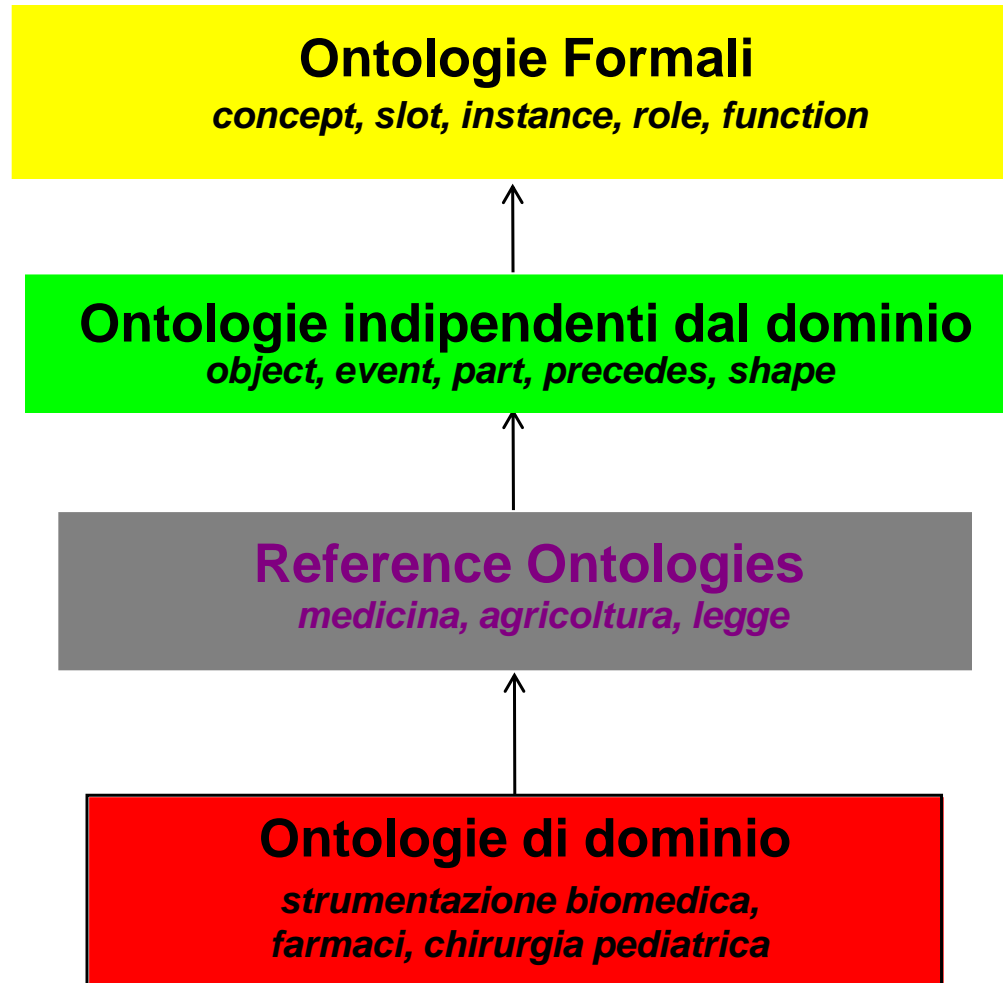 Ontologie Formali
concept, slot, instance, role, function
Ontologie indipendenti dal dominio
object, event, part, precedes, shape
Reference Ontologies
medicina, agricoltura, legge
Ontologie di dominio
strumentazione biomedica,
farmaci, chirurgia pediatrica